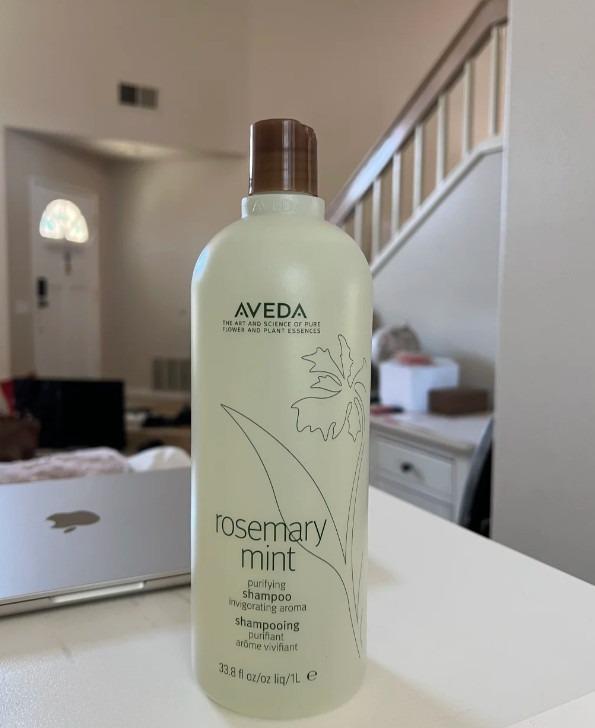 AVEDA
AVEDA
THE ART AND SCIENCE OF PURE
FLOWER AND PLANT ESSENCES
rosemary
mint
purifying
shampoo
invigorating aroma
shampooing
purifiant
arôme vivifiant
33.8 fl oz/oz liq/1L ℮